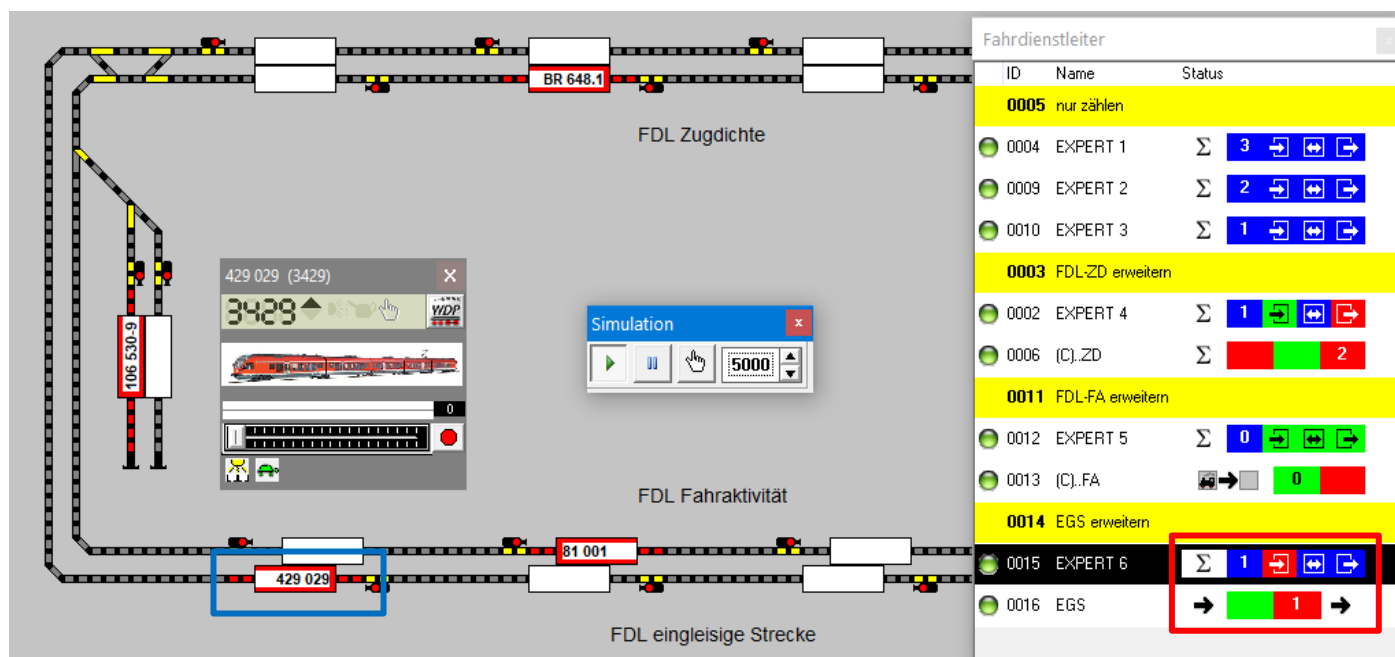 Fahrdienstleiter
ID Name Status
0005 nur zählen
0004 EXPERT 1 Σ 3
0009 EXPERT 2 Σ 2
0010 EXPERT 3 Σ 1
0003 FDL-ZD erweitern
0002 EXPERT 4 Σ 1
0006 (C)..ZD Σ 2
0011 FDL-FA erweitern
0012 EXPERT 5 Σ 0
0013 (C)..FA 0
0014 EGS erweitern
0015 EXPERT 6 Σ 1
0016 EGS 1
BR 648.1
FDL Zugdichte
429 029 (3429)
3429
WDP
0
Simulation
5000
106 530-9
FDL Fahraktivität
81 001
429 029
FDL eingleisige Strecke